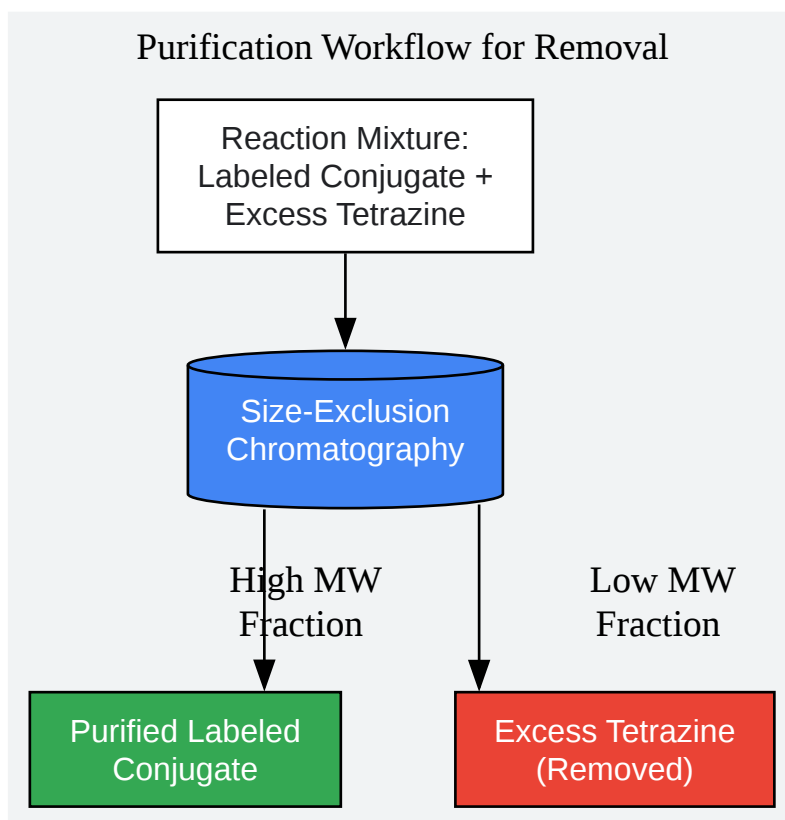 Purification Workflow for Removal
Reaction Mixture:
Labeled Conjugate +
Excess Tetrazine
Size-Exclusion
Chromatography
High MW
Fraction
Low MW
Fraction
Purified Labeled
Conjugate
Excess Tetrazine
(Removed)